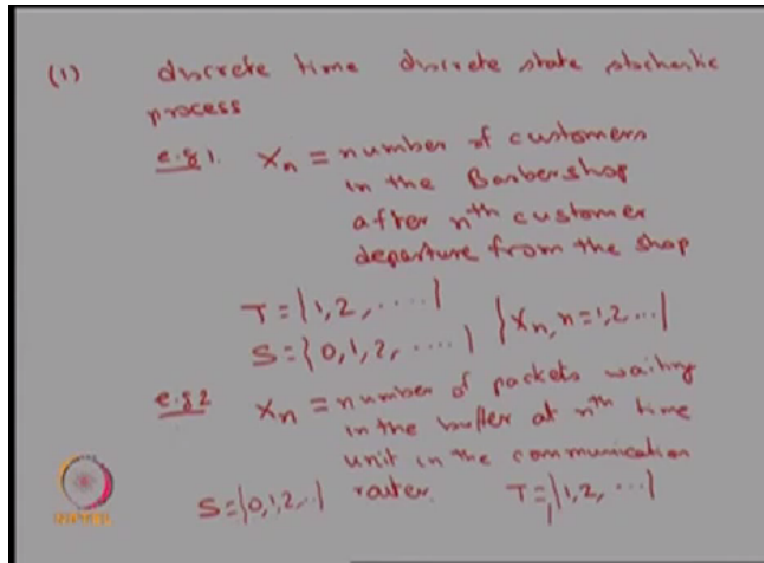 (1) discrete time discrete state stochastic
process
e.g 1. Xn = number of customers
in the Barbershop
after nth customer
departure from the shop
T = {1, 2, .....}
S = {0, 1, 2, ....} {Xn, n = 1, 2, ...}
e.g 2 Xn = number of packets waiting
in the buffer at nth time
unit in the communication
router.
S = {0, 1, 2, ..} T = {1, 2, ...}
NPTEL